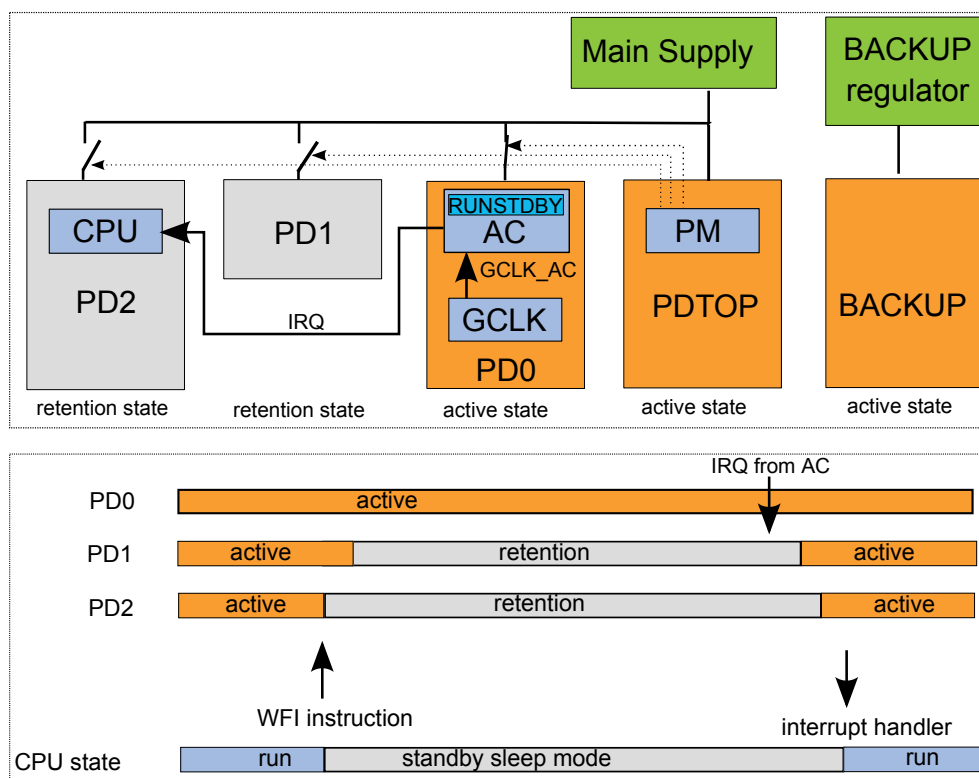 Main Supply
BACKUP
regulator
RUNSTDBY
CPU
PD1
AC
PM
GCLK_AC
PD2
IRQ
GCLK
PDTOP
BACKUP
PD0
retention state
retention state
active state
active state
active state
IRQ from AC
PD0
active
PD1
active
retention
active
PD2
active
retention
active
WFI instruction
interrupt handler
CPU state
run
standby sleep mode
run